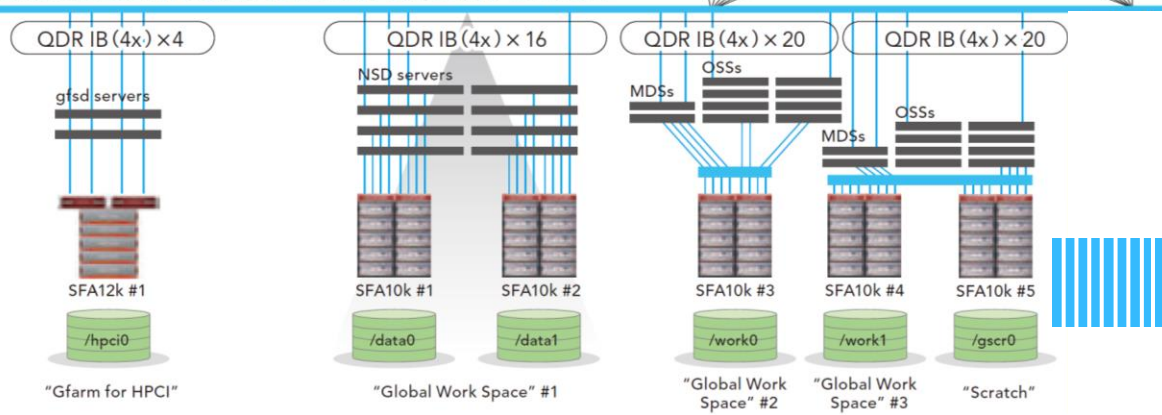 QDR IB (4x) × 4
QDR IB (4x) × 16
QDR IB (4x) × 20
QDR IB (4x) × 20
gfsd servers
NSD servers
MDSs
OSSs
MDSs
OSSs
SFA12k #1
SFA10k #1
SFA10k #2
SFA10k #3
SFA10k #4
SFA10k #5
/hpci0
/data0
/data1
/work0
/work1
/gscr0
“Gfarm for HPCI”
“Global Work Space” #1
“Global Work
Space” #2
“Global Work
Space” #3
“Scratch”